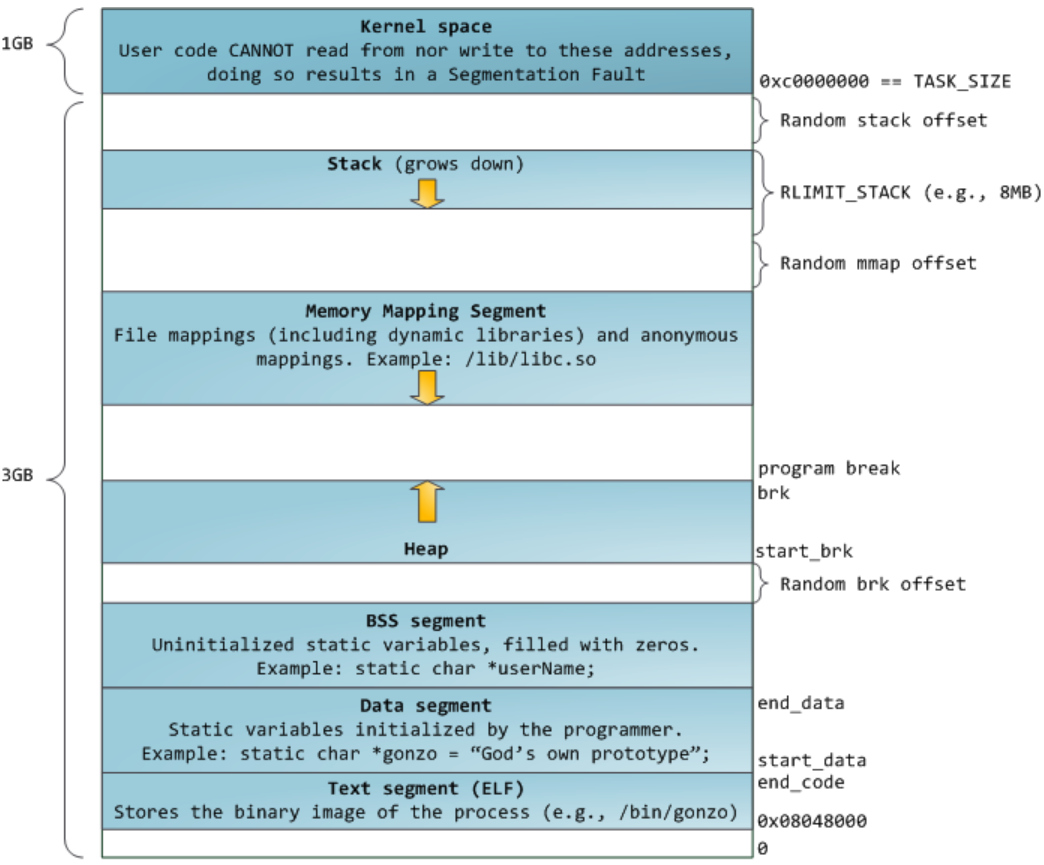 1GB
Kernel space
User code CANNOT read from nor write to these addresses,
doing so results in a Segmentation Fault
0xc0000000 == TASK_SIZE
Random stack offset
Stack (grows down)
RLIMIT_STACK (e.g., 8MB)
Random mmap offset
Memory Mapping Segment
File mappings (including dynamic libraries) and anonymous
mappings. Example: /lib/libc.so
3GB
program break
brk
Heap
start_brk
Random brk offset
BSS segment
Uninitialized static variables, filled with zeros.
Example: static char *userName;
Data segment
Static variables initialized by the programmer.
Example: static char *gonzo = “God’s own prototype”;
end_data
start_data
Text segment (ELF)
Stores the binary image of the process (e.g., /bin/gonzo)
end_code
0x08048000
0